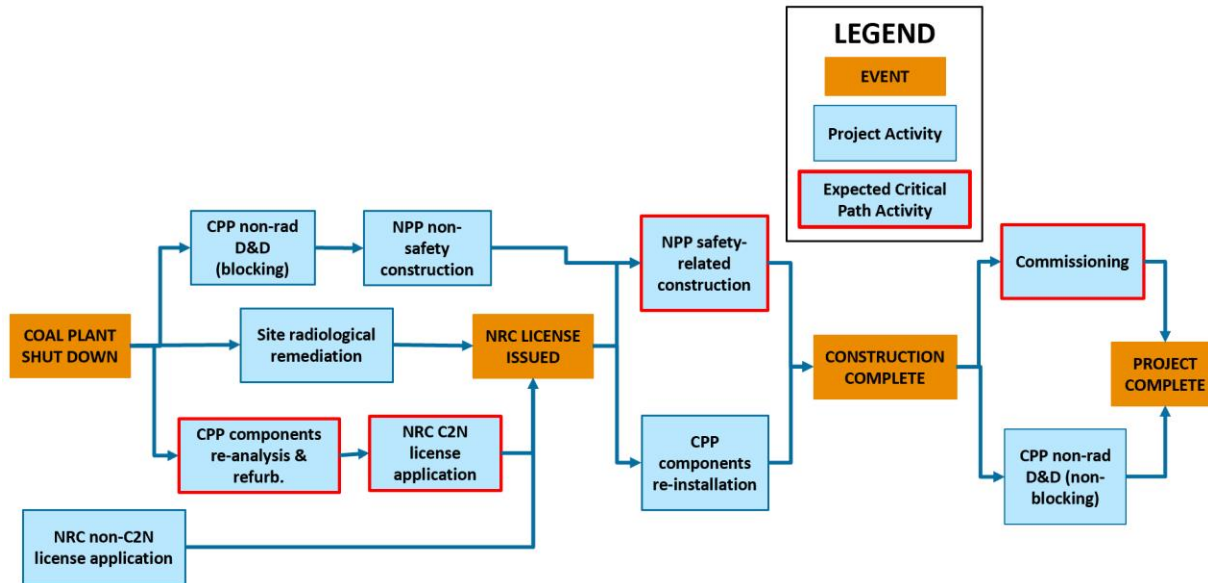 LEGEND
EVENT
Project Activity
Expected Critical
Path Activity
CPP non-rad
D&D
(blocking)
NPP non-
safety
construction
NPP safety-
related
construction
Commissioning
COAL PLANT
SHUT DOWN
Site radiological
remediation
NRC LICENSE
ISSUED
CONSTRUCTION
COMPLETE
PROJECT
COMPLETE
CPP components
re-analysis &
refurb.
NRC C2N
license
application
CPP
components
re-installation
CPP non-rad
D&D (non-
blocking)
NRC non-C2N
license application